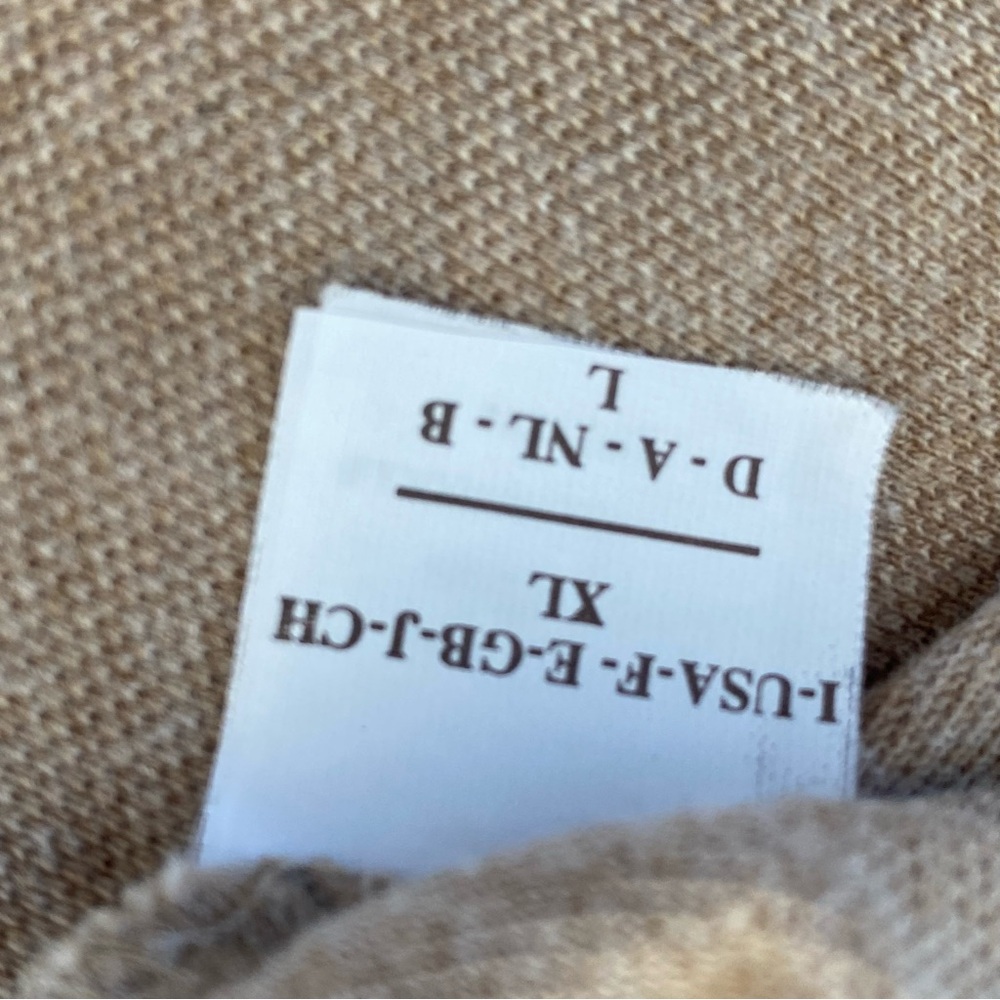 I-USA-F-E-GB-J-CH
XL
D - A - NL - B
L